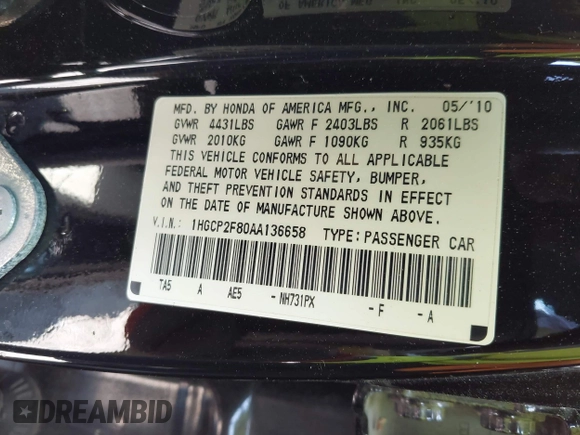 MFD. BY HONDA OF AMERICA MFG., INC. 05/'10
GVWR 4431LBS GAWR F 2403LBS R 2061LBS
GVWR 2010KG GAWR F 1090KG R 935KG
THIS VEHICLE CONFORMS TO ALL APPLICABLE
FEDERAL MOTOR VEHICLE SAFETY, BUMPER,
AND THEFT PREVENTION STANDARDS IN EFFECT
ON THE DATE OF MANUFACTURE SHOWN ABOVE.
V.I.N.: 1HGCP2F80AA136658 TYPE: PASSENGER CAR
TA5 A AE5 -NH731PX -F -A
DREAMBID